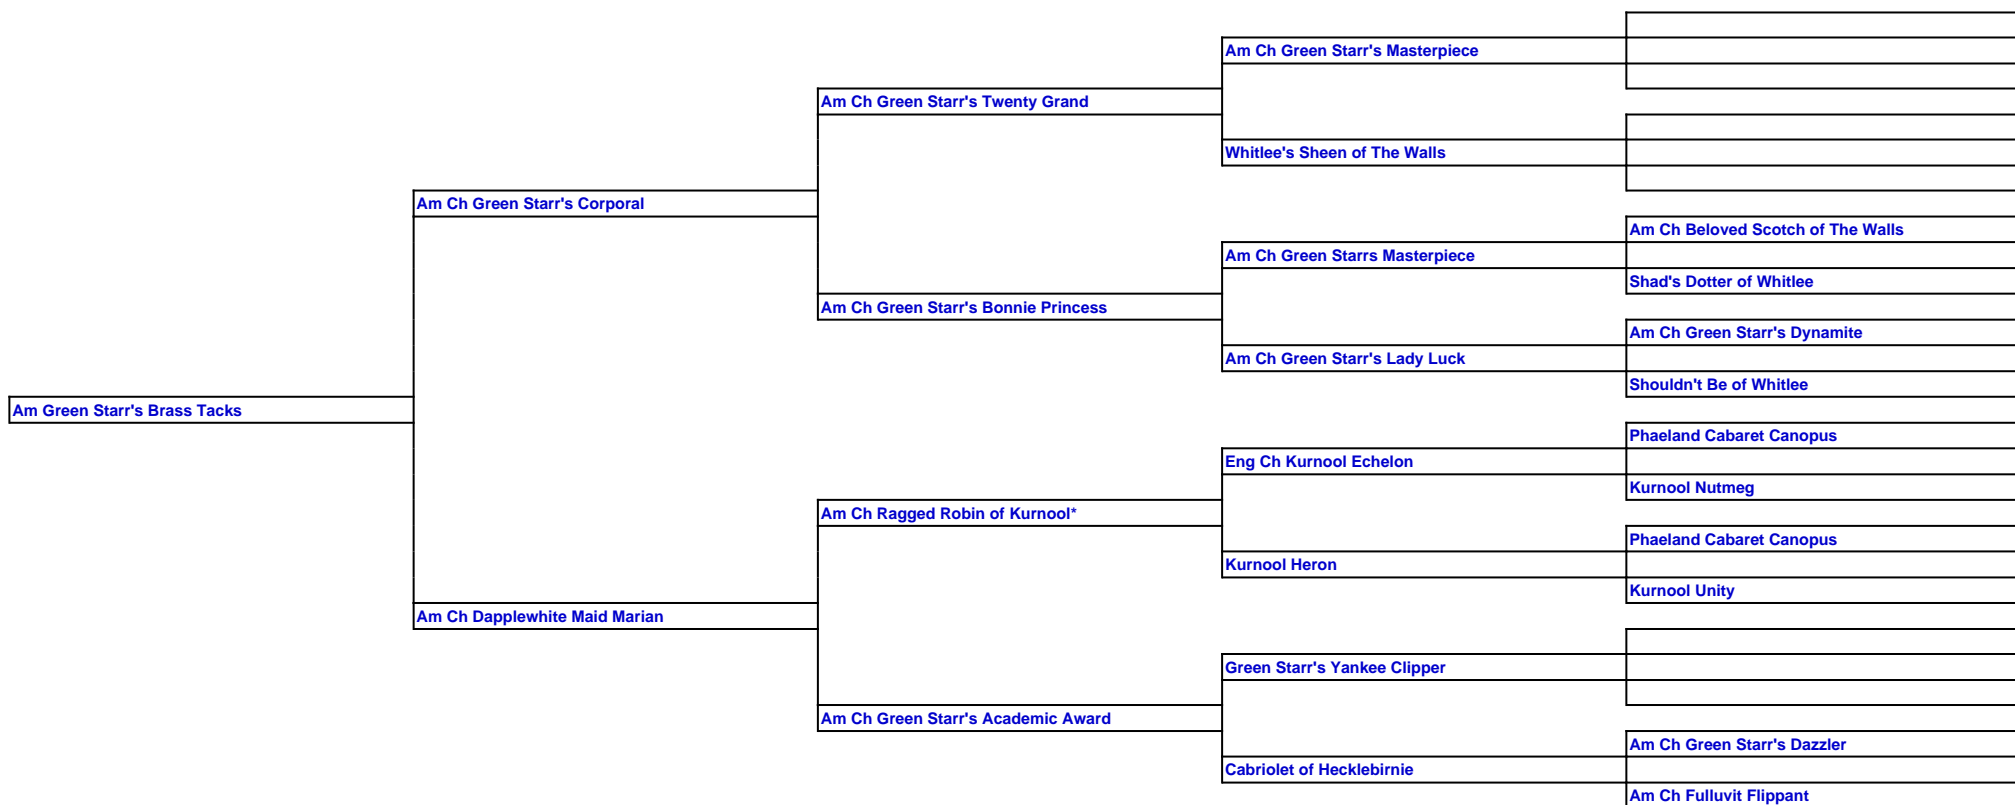 Am Ch Green Starr's Masterpiece
Am Ch Green Starr's Twenty Grand
Whitlee's Sheen of The Walls
Am Ch Green Starr's Corporal
Am Ch Beloved Scotch of The Walls
Am Ch Green Starrs Masterpiece
Shad's Dotter of Whitlee
Am Ch Green Starr's Bonnie Princess
Am Ch Green Starr's Dynamite
Am Ch Green Starr's Lady Luck
Shouldn't Be of Whitlee
Am Green Starr's Brass Tacks
Phaeland Cabaret Canopus
Eng Ch Kurnool Echelon
Kurnool Nutmeg
Am Ch Ragged Robin of Kurnool*
Phaeland Cabaret Canopus
Kurnool Heron
Kurnool Unity
Am Ch Dapplewhite Maid Marian
Green Starr's Yankee Clipper
Am Ch Green Starr's Academic Award
Am Ch Green Starr's Dazzler
Cabriolet of Hecklebirnie
Am Ch Fulluvit Flippant